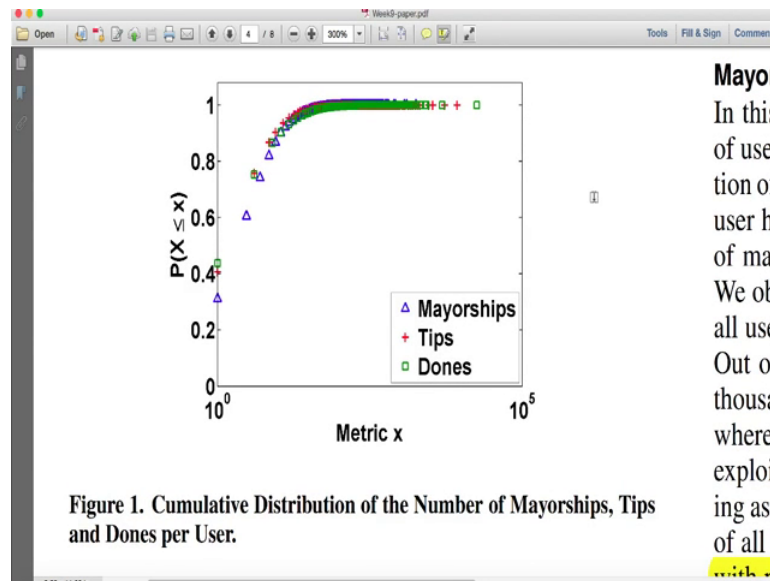 Week9-paper.pdf
Open
4 / 8
300%
Tools
Fill & Sign
Commen
1
0.8
0.6
0.4
0.2
0
P(X ≤ x)
Mayorships
Tips
Dones
10^0
10^5
Metric x
Figure 1. Cumulative Distribution of the Number of Mayorships, Tips
and Dones per User.
Mayo
In this
of use
tion o
user h
of ma
We ob
all use
Out o
thousa
where
exploi
ing as
of all